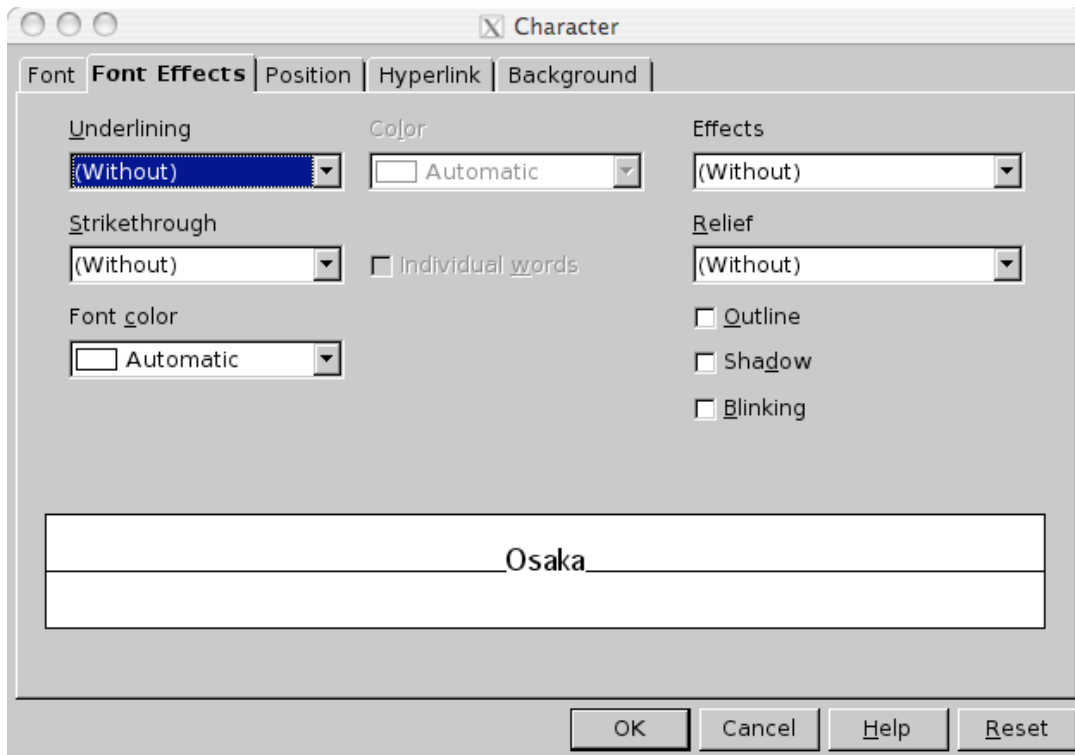 Character
Font Font Effects Position Hyperlink Background
Underlining Color Effects
(Without) Automatic (Without)
Strikethrough Relief
(Without) Individual words (Without)
Font color Outline
Automatic Shadow
Blinking
Osaka
OK Cancel Help Reset